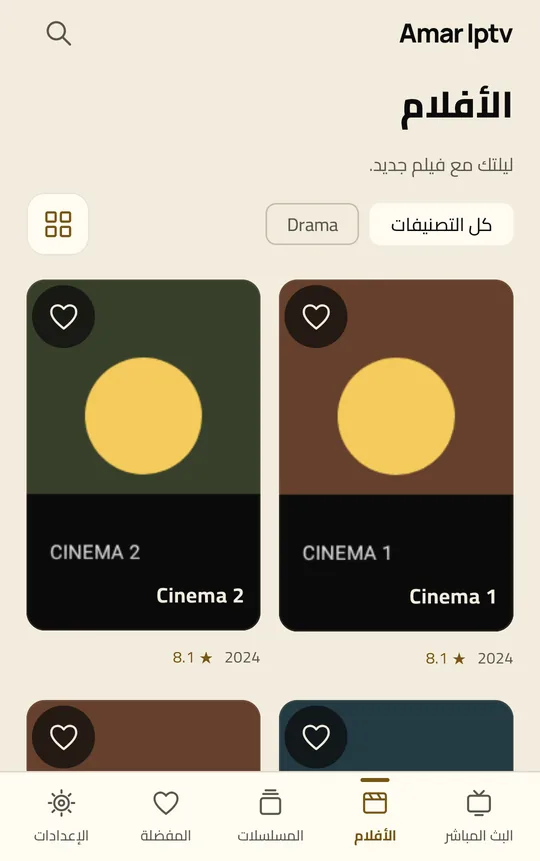 Amar Iptv
الأفلام
ليلتك مع فيلم جديد.
كل التصنيفات
Drama
CINEMA 1
Cinema 1
2024 ★ 8.1
CINEMA 2
Cinema 2
2024 ★ 8.1
البث المباشر
الأفلام
المسلسلات
المفضلة
الإعدادات